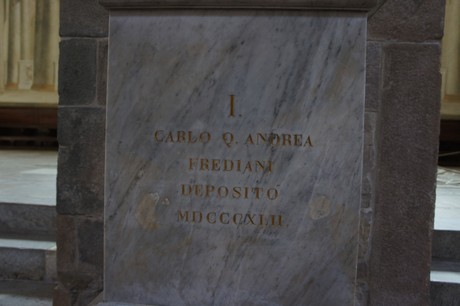 I.
CARLO Q. ANDREA
FREDIANI
DEPOSITO
MDCCCXLII